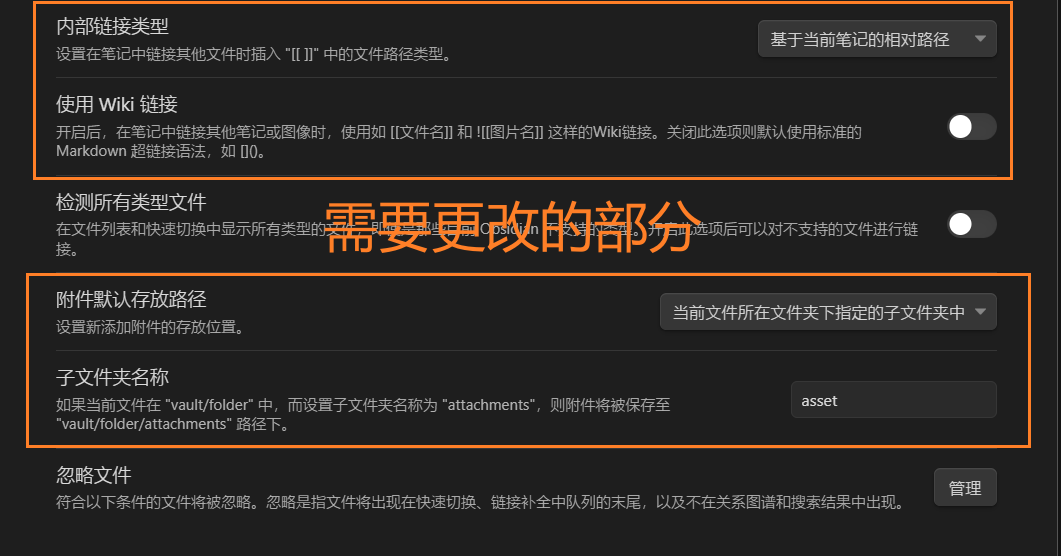 内部链接类型
设置在笔记中链接其他文件时插入 "[[ ]]" 中的文件路径类型。
基于当前笔记的相对路径
使用 Wiki 链接
开启后，在笔记中链接其他笔记或图像时，使用如 [[文件名]] 和 ![[图片名]] 这样的Wiki链接。关闭此选项则默认使用标准的
Markdown 超链接语法，如 []()。
检测所有类型文件
需要更改的部分
在文件列表和快速切换中显示所有类型的文件，即使是那些目前 Obsidian 不支持的类型。开启此选项后可以对不支持的文件进行链
接。
附件默认存放路径
设置新添加附件的存放位置。
当前文件所在文件夹下指定的子文件夹中
子文件夹名称
如果当前文件在 "vault/folder" 中，而设置子文件夹名称为 "attachments"，则附件将被保存至
"vault/folder/attachments" 路径下。
asset
忽略文件
符合以下条件的文件将被忽略。忽略是指文件将出现在快速切换、链接补全中队列的末尾，以及不在关系图谱和搜索结果中出现。
管理